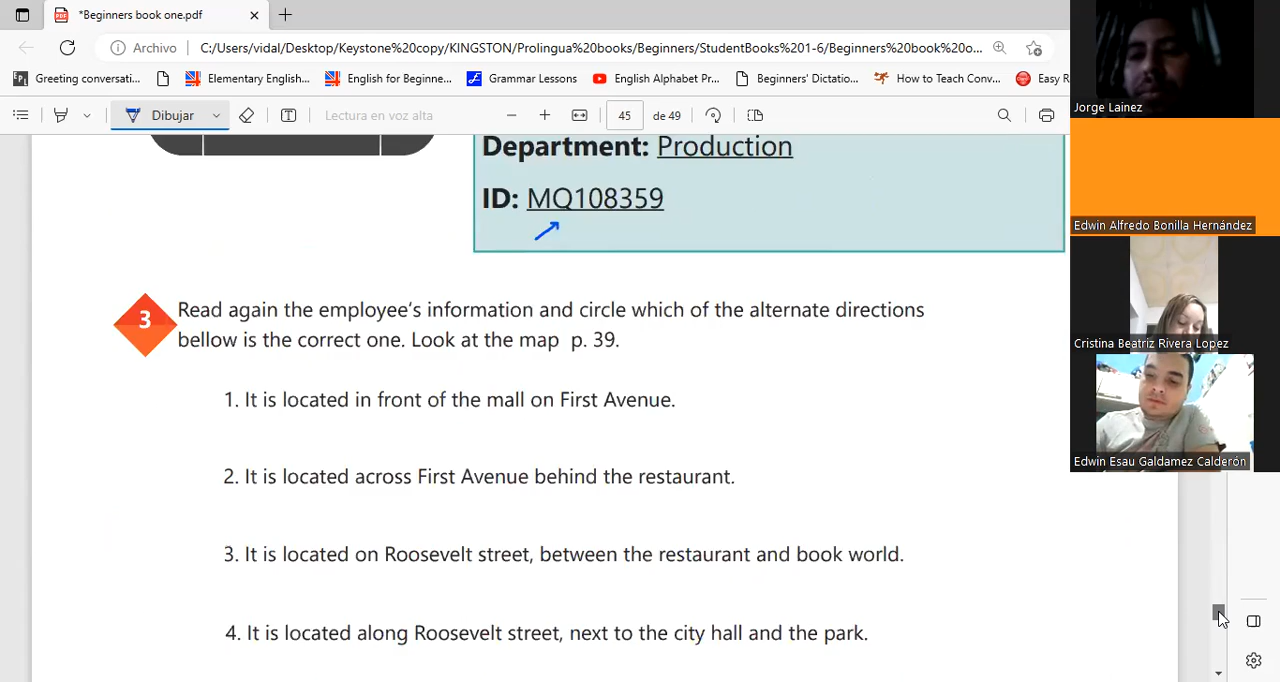 *Beginners book one.pdf
Archivo
C:/Users/vidal/Desktop/Keystone%20copy/KINGSTON/Prolingua%20books/Beginners/StudentBooks%201-6/Beginners%20book%20o...
Greeting conversati...
Elementary English...
English for Beginne...
Grammar Lessons
English Alphabet Pr...
Beginners' Dictatio...
How to Teach Conv...
Easy R
Dibujar
Lectura en voz alta
45 de 49
Department: Production
ID: MQ108359
3
Read again the employee's information and circle which of the alternate directions
bellow is the correct one. Look at the map p. 39.
1. It is located in front of the mall on First Avenue.
2. It is located across First Avenue behind the restaurant.
3. It is located on Roosevelt street, between the restaurant and book world.
4. It is located along Roosevelt street, next to the city hall and the park.
Jorge Lainez
Edwin Alfredo Bonilla Hernández
Cristina Beatriz Rivera Lopez
Edwin Esau Galdamez Calderón